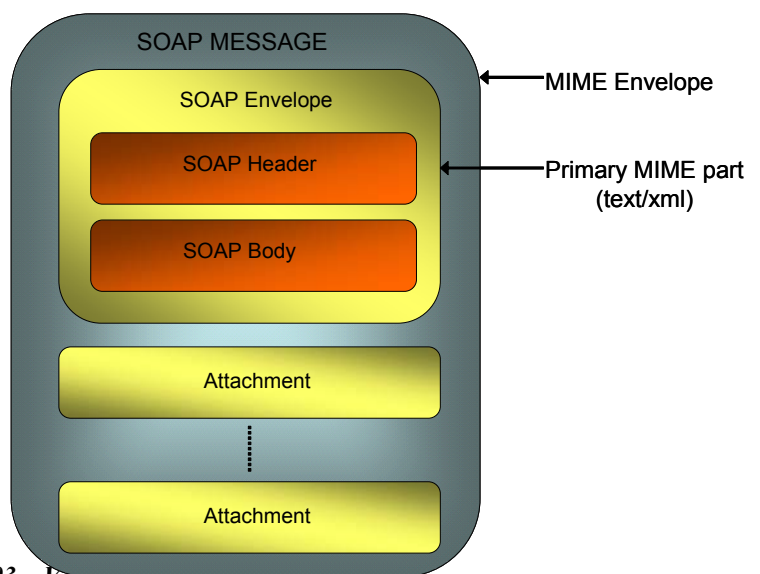 SOAP MESSAGE
MIME Envelope
SOAP Envelope
SOAP Header
Primary MIME part
(text/xml)
SOAP Body
Attachment
Attachment